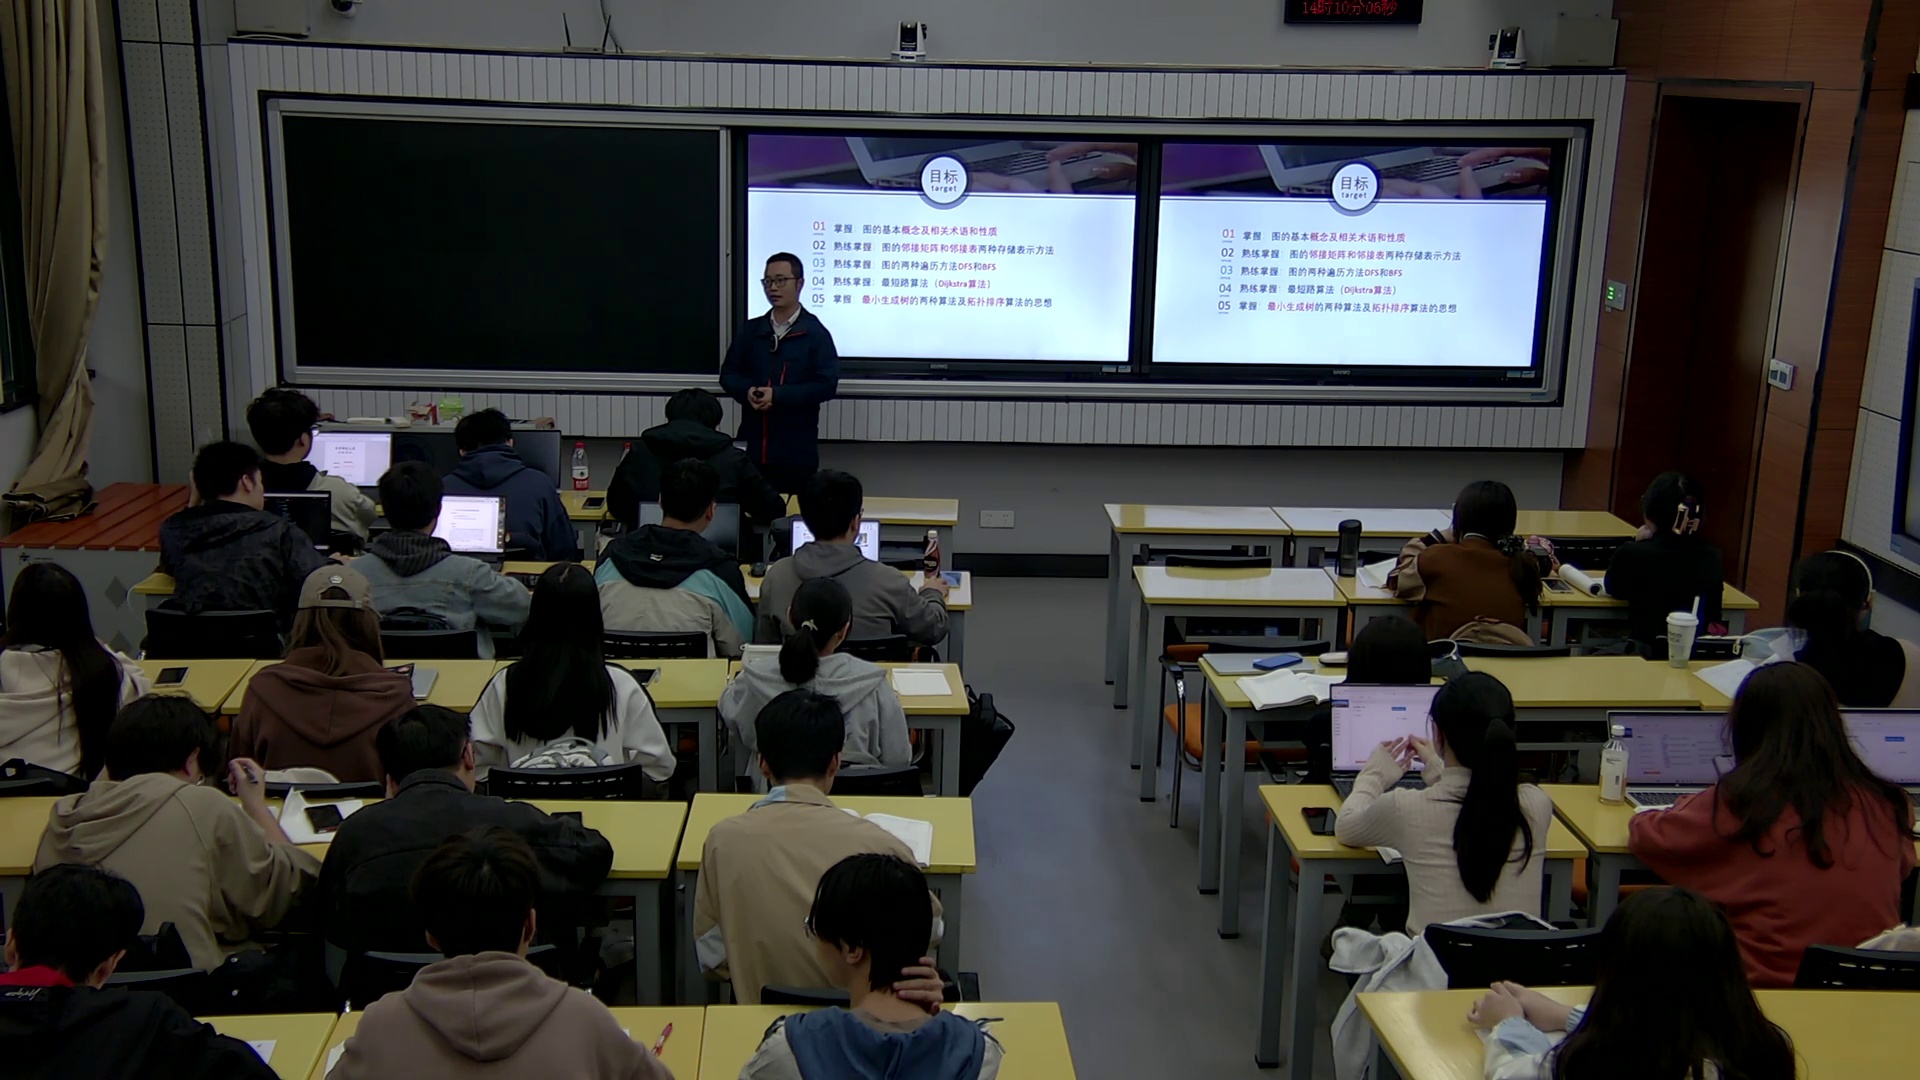 14时10分06秒
目标
target
01 掌握：图的基本概念及相关术语和性质
02 熟练掌握：图的邻接矩阵和邻接表两种存储表示方法
03 熟练掌握：图的两种遍历方法DFS和BFS
04 熟练掌握：最短路算法（Dijkstra算法）
05 掌握：最小生成树的两种算法及拓扑排序算法的思想
目标
target
01 掌握：图的基本概念及相关术语和性质
02 熟练掌握：图的邻接矩阵和邻接表两种存储表示方法
03 熟练掌握：图的两种遍历方法DFS和BFS
04 熟练掌握：最短路算法（Dijkstra算法）
05 掌握：最小生成树的两种算法及拓扑排序算法的思想